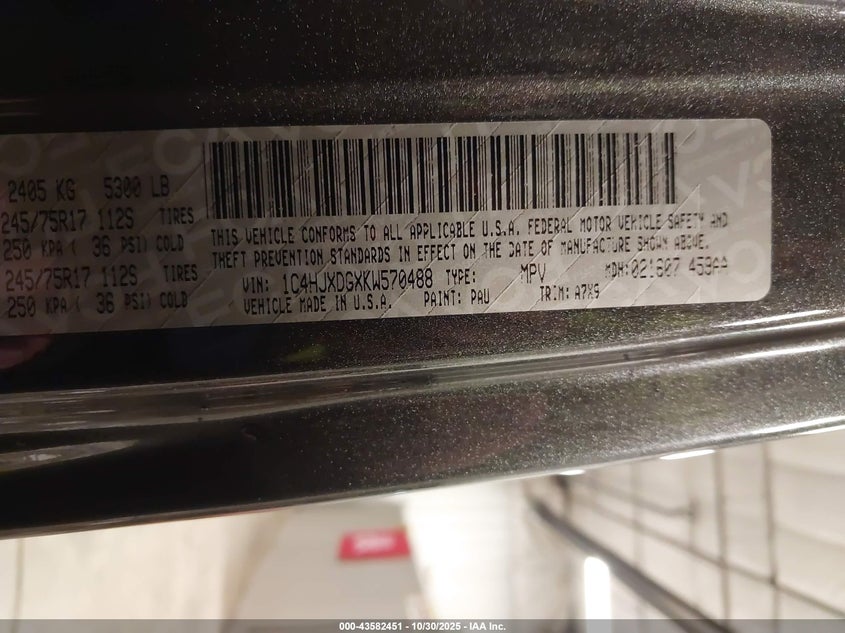 2405 KG 5300 LB
245/75R17 112S TIRES
250 KPA ( 36 PSI) COLD
245/75R17 112S TIRES
250 KPA ( 36 PSI) COLD
THIS VEHICLE CONFORMS TO ALL APPLICABLE U.S.A. FEDERAL MOTOR VEHICLE SAFETY AND
THEFT PREVENTION STANDARDS IN EFFECT ON THE DATE OF MANUFACTURE SHOWN ABOVE.
VIN: 1C4HJXDGXKW570488 TYPE: MPV MDH:021607 459AA
VEHICLE MADE IN U.S.A. PAINT: PAU TRIM: A7X9
000-43582451 - 10/30/2025 - IAA Inc.